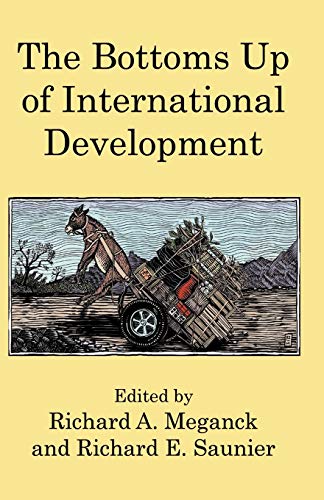 The Bottoms Up
of International
Development
Edited by
Richard A. Meganck
and Richard E. Saunier